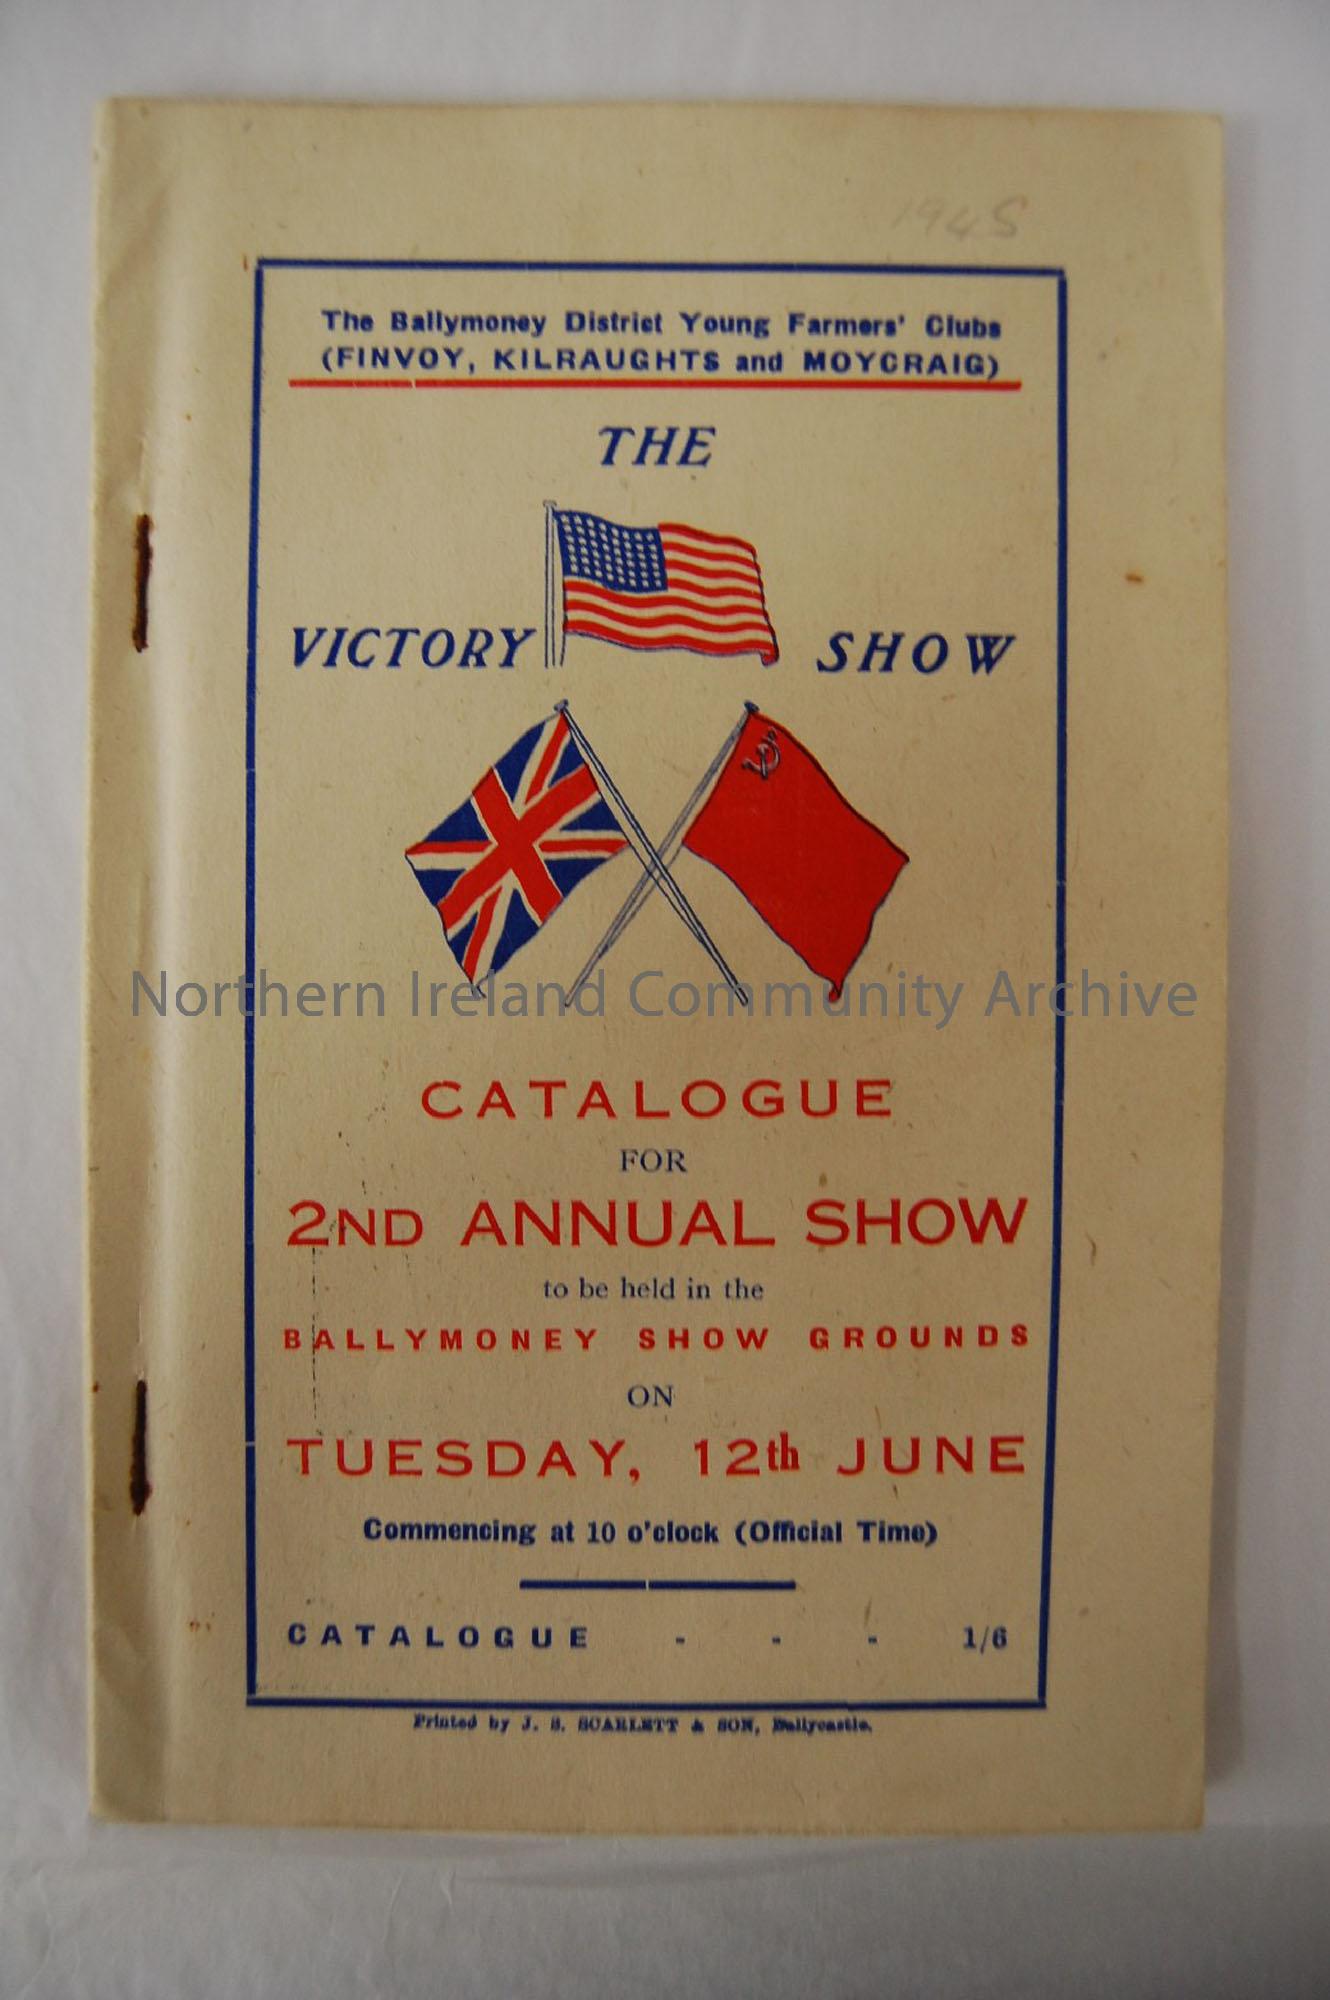 1945
The Ballymoney District Young Farmers' Clubs
(FINVOY, KILRAUGHTS and MOYCRAIG)
THE
VICTORY SHOW
Northern Ireland Community Archive
CATALOGUE
FOR
2ND ANNUAL SHOW
to be held in the
BALLYMONEY SHOW GROUNDS
ON
TUESDAY, 12th JUNE
Commencing at 10 o'clock (Official Time)
CATALOGUE - - - 1/6
Printed by J. S. SCARLETT & SON, Ballycastle.